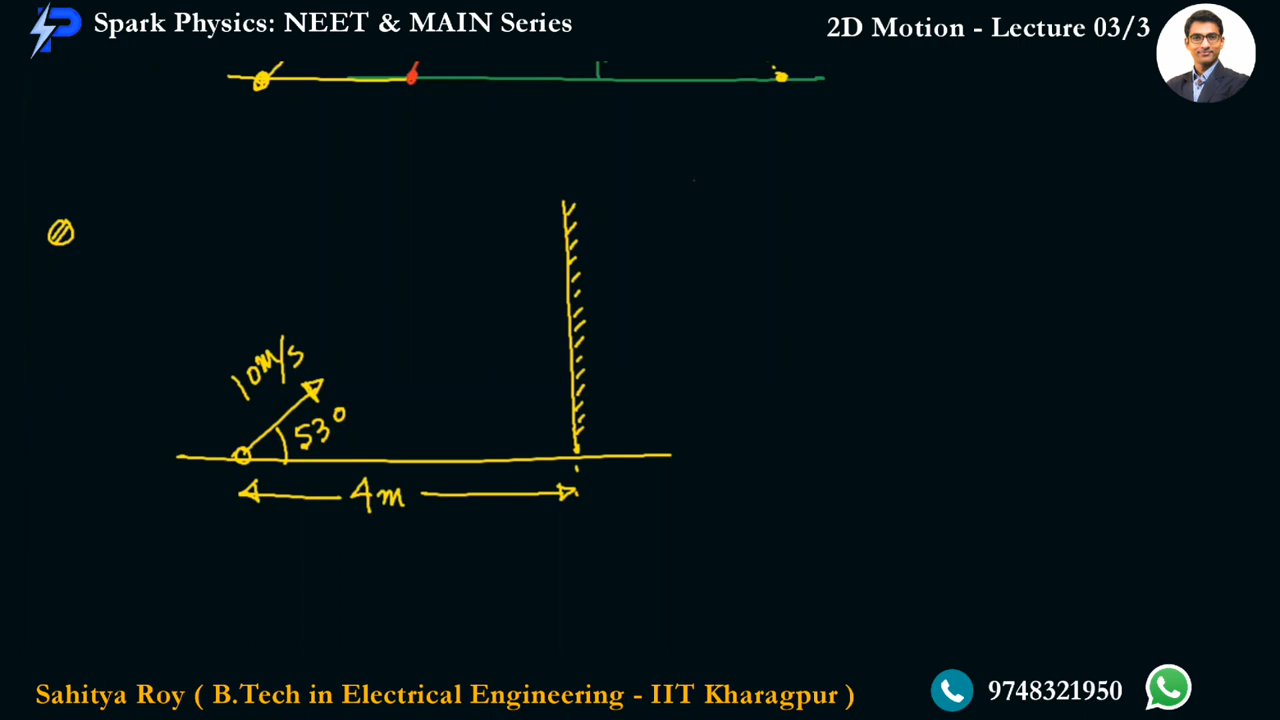 Spark Physics: NEET & MAIN Series
2D Motion - Lecture 03/3
10m/s
53°
4m
Sahitya Roy ( B.Tech in Electrical Engineering - IIT Kharagpur )
9748321950